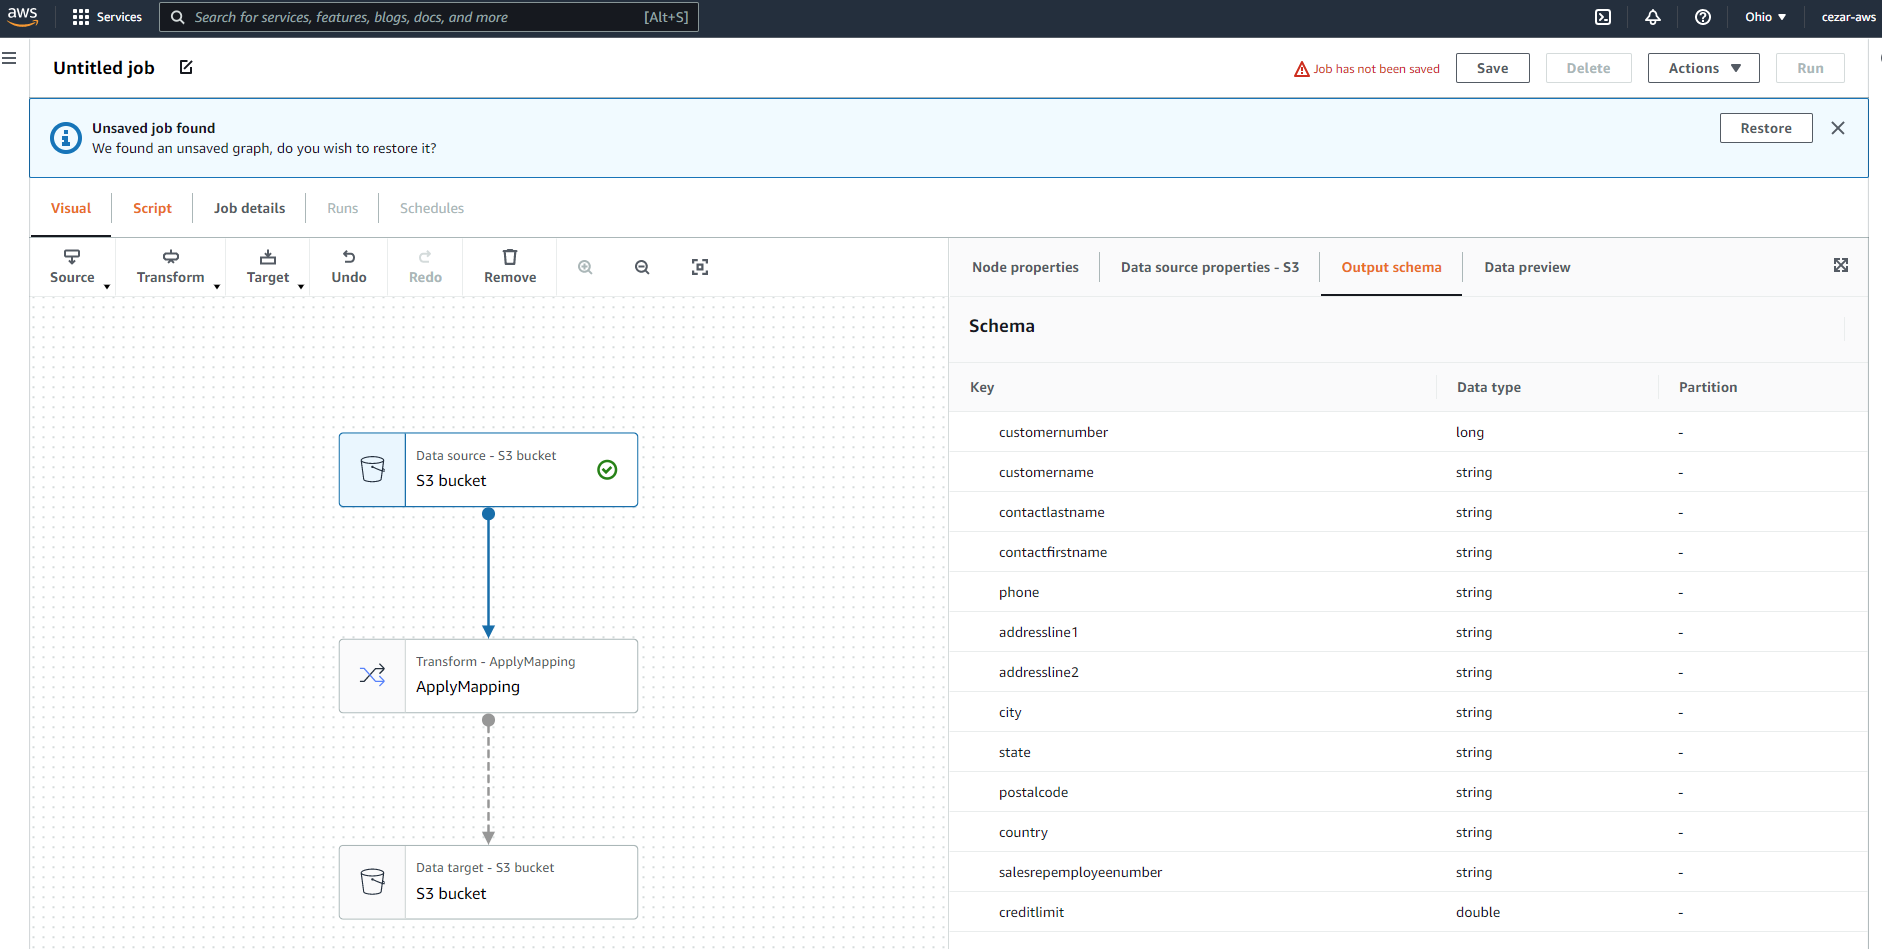 aws Services Search for services, features, blogs, docs, and more [Alt+S] Ohio cezar-aws
Untitled job Job has not been saved Save Delete Actions Run
Unsaved job found
We found an unsaved graph, do you wish to restore it? Restore
Visual Script Job details Runs Schedules
Source Transform Target Undo Redo Remove
Node properties Data source properties - S3 Output schema Data preview
Data source - S3 bucket
S3 bucket
Transform - ApplyMapping
ApplyMapping
Data target - S3 bucket
S3 bucket
Schema
Key Data type Partition
customernumber long -
customername string -
contactlastname string -
contactfirstname string -
phone string -
addressline1 string -
addressline2 string -
city string -
state string -
postalcode string -
country string -
salesrepemployeenumber string -
creditlimit double -